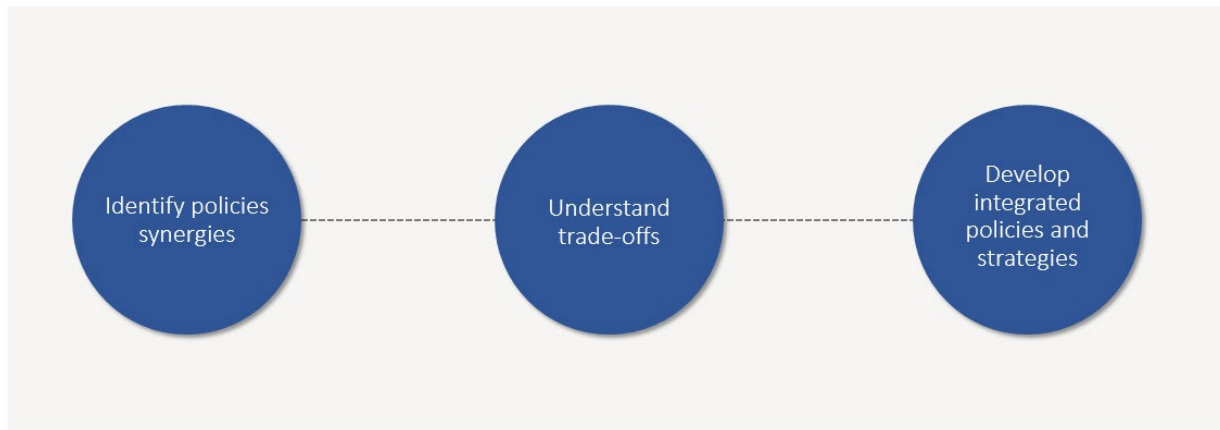 Identify policies
synergies
Understand
trade-offs
Develop
integrated
policies and
strategies